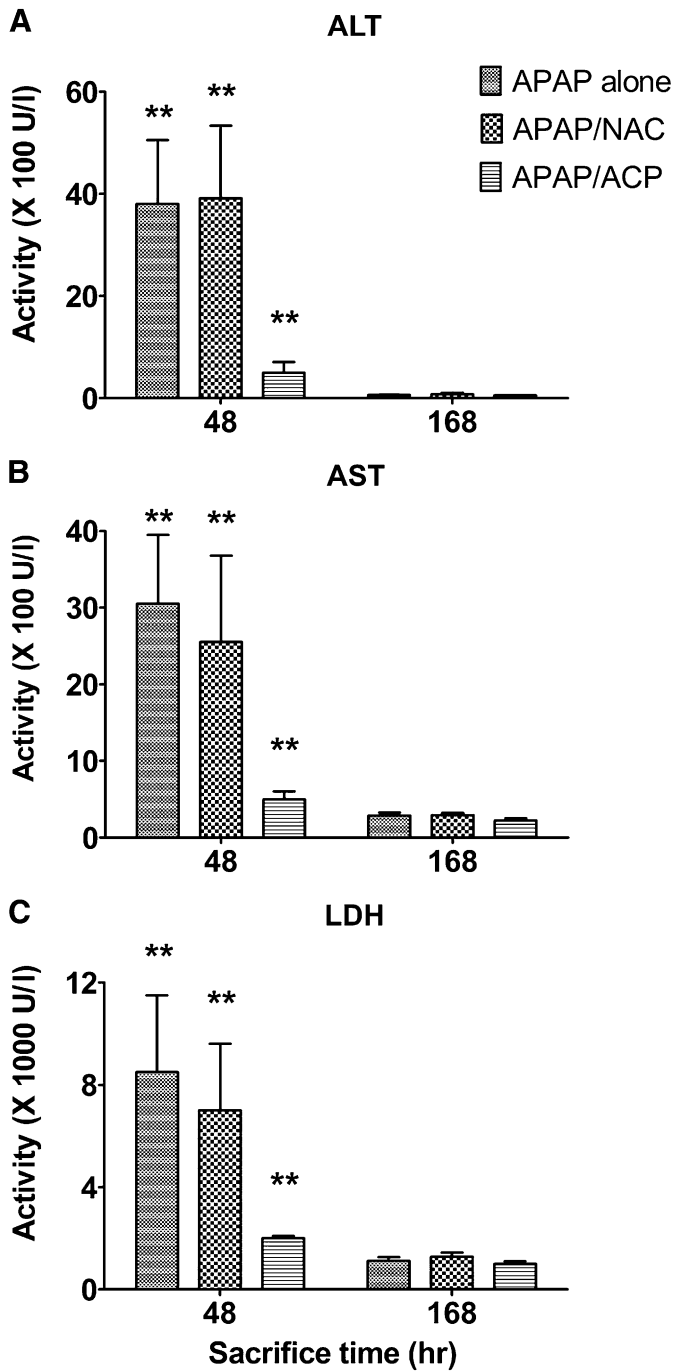 A
ALT
Activity (X 100 U/l)
60
40
20
0
** ** **
APAP alone
APAP/NAC
APAP/ACP
48 168
B
AST
Activity (X 100 U/l)
40
30
20
10
0
** ** **
48 168
C
LDH
Activity (X 1000 U/l)
12
8
4
0
** ** **
48 168
Sacrifice time (hr)